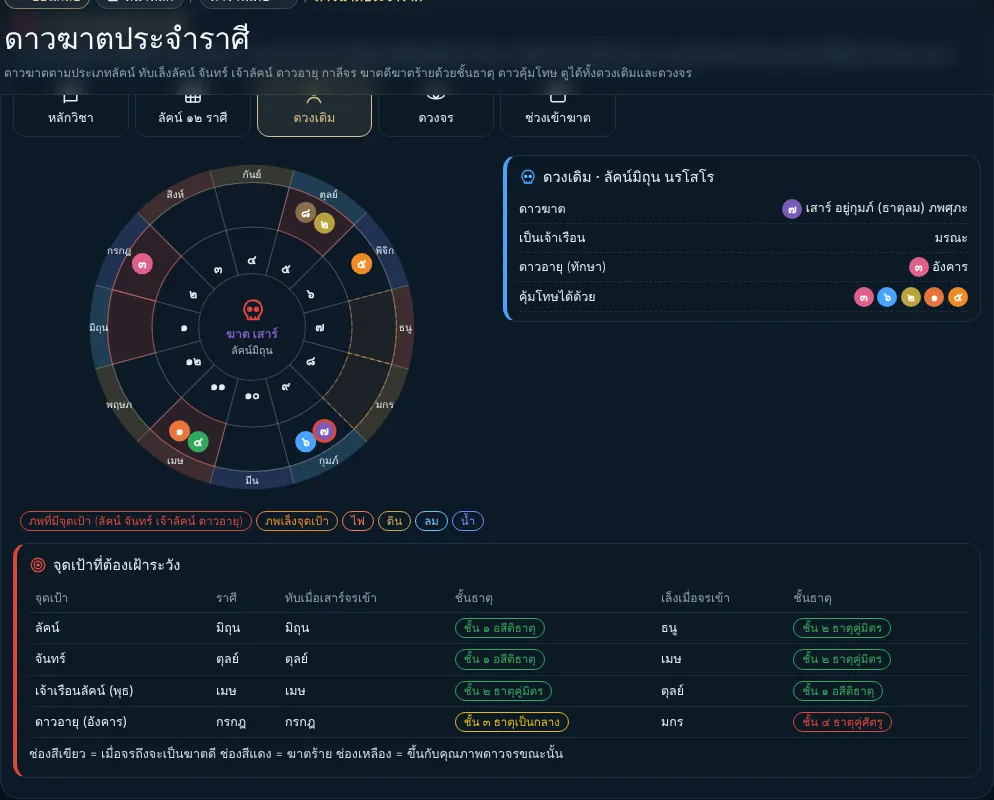 ดาวฆาตประจำราศี
ดาวฆาตตามประเภทลัคน์ ทับเล็งลัคน์ จันทร์ เจ้าลัคน์ ดาวอายุ กาลีจร ฆาตดีฆาตร้ายด้วยชั้นธาตุ ดาวคุ้มโทษ ดูได้ทั้งดวงเดิมและดวงจร
หลักวิชา
ลัคน์ ๑๒ ราศี
ดวงเดิม
ดวงจร
ช่วงเข้าฆาต
กันย์
สิงห์
ตุลย์
๘
๒
กรกฎ
๓
พิจิก
๕
๔
๓
๕
๒
๖
มิถุน
๑
ฆาต เสาร์
ลัคน์มิถุน
๗
ธนู
๑๒
๘
๑๑
๙
๑๐
พฤษภ
มกร
๑
๔
๖
๗
เมษ
กุมภ์
มีน
ดวงเดิม · ลัคน์มิถุน นรโสโร
ดาวฆาต ๗ เสาร์ อยู่กุมภ์ (ธาตุลม) ภพศุภะ
เป็นเจ้าเรือน มรณะ
ดาวอายุ (ทักษา) ๓ อังคาร
คุ้มโทษได้ด้วย ๓ ๖ ๒ ๑ ๕
ภพที่มีจุดเป้า (ลัคน์ จันทร์ เจ้าลัคน์ ดาวอายุ) ภพเล็งจุดเป้า ไฟ ดิน ลม น้ำ
จุดเป้าที่ต้องเฝ้าระวัง
จุดเป้า ราศี ทับเมื่อเสาร์จรเข้า ชั้นธาตุ เล็งเมื่อจรเข้า ชั้นธาตุ
ลัคน์ มิถุน มิถุน ชั้น ๑ อสีติธาตุ ธนู ชั้น ๒ ธาตุคู่มิตร
จันทร์ ตุลย์ ตุลย์ ชั้น ๑ อสีติธาตุ เมษ ชั้น ๒ ธาตุคู่มิตร
เจ้าเรือนลัคน์ (พุธ) เมษ เมษ ชั้น ๒ ธาตุคู่มิตร ตุลย์ ชั้น ๑ อสีติธาตุ
ดาวอายุ (อังคาร) กรกฎ กรกฎ ชั้น ๓ ธาตุเป็นกลาง มกร ชั้น ๔ ธาตุคู่ศัตรู
ช่องสีเขียว = เมื่อจรถึงจะเป็นฆาตดี ช่องสีแดง = ฆาตร้าย ช่องเหลือง = ขึ้นกับคุณภาพดาวจรขณะนั้น